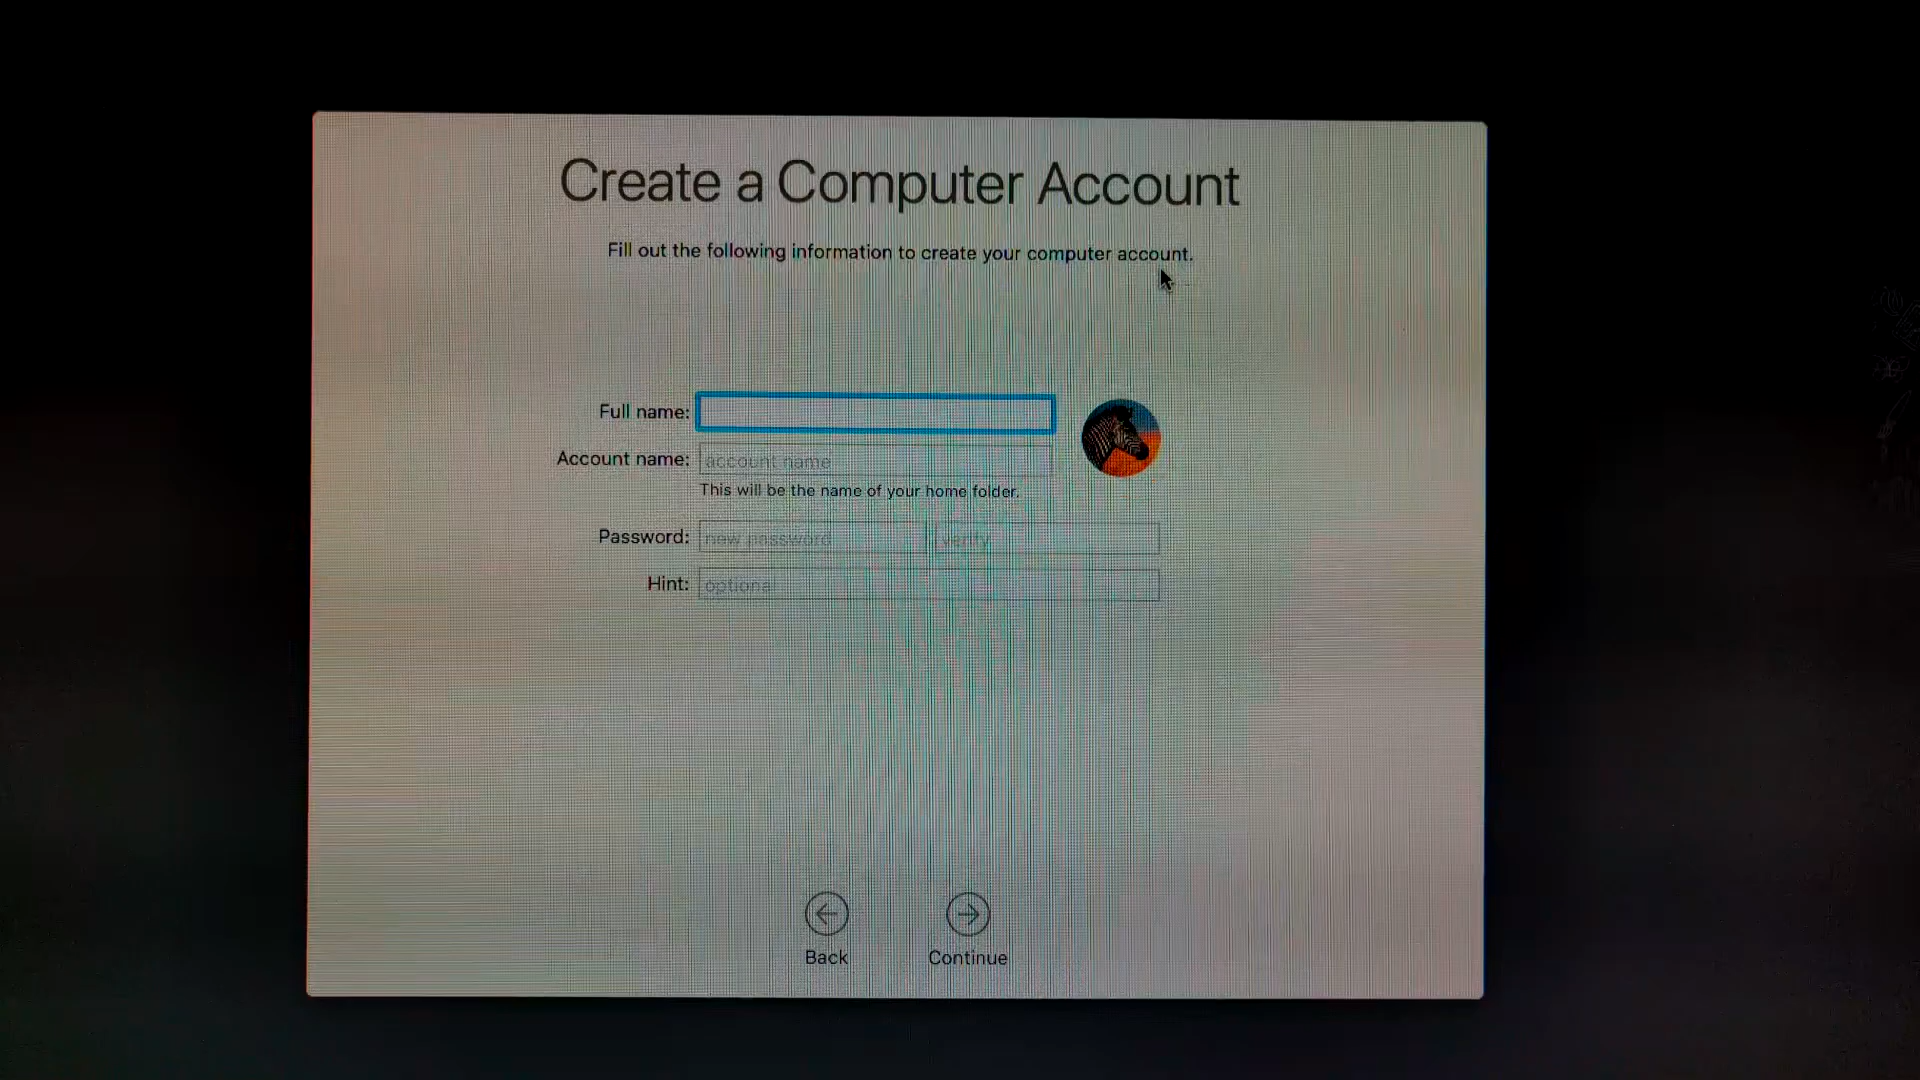 Create a Computer Account
Fill out the following information to create your computer account.
Full name:
Account name: account name
This will be the name of your home folder.
Password: new password verify
Hint: optional
Back Continue